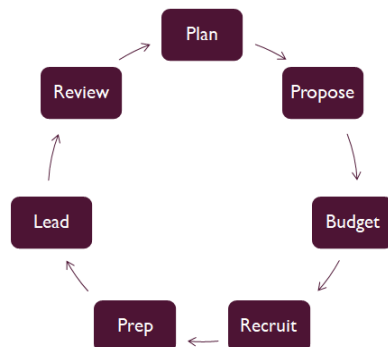 Plan
Propose
Budget
Recruit
Prep
Lead
Review